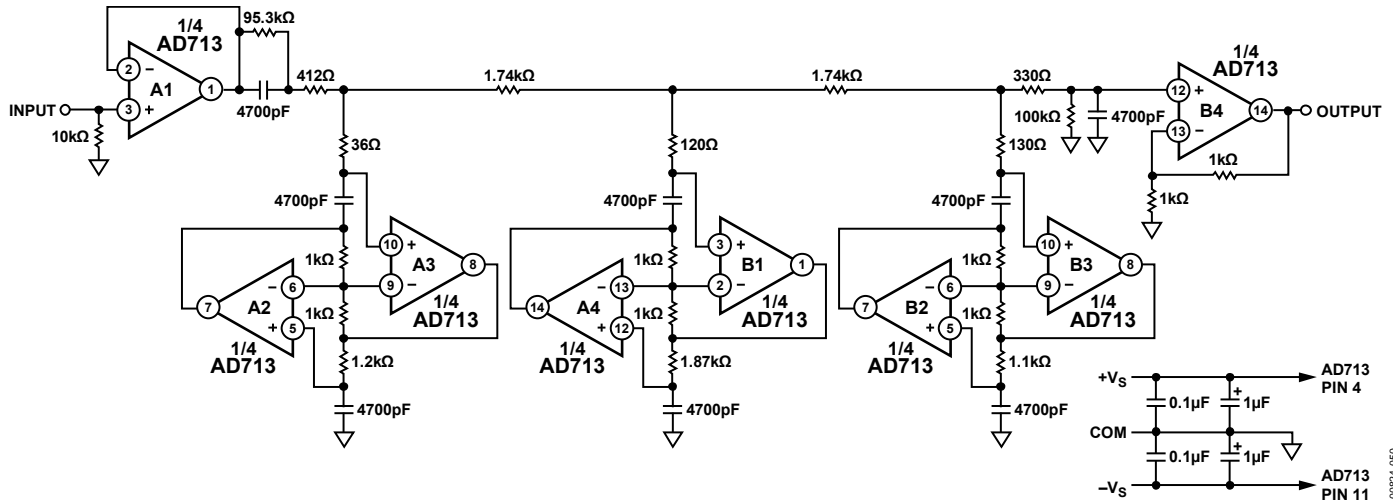 1/4
AD713
95.3kΩ
2
−
A1
1
3
+
INPUT
10kΩ
4700pF
412Ω
1.74kΩ
1.74kΩ
330Ω
100kΩ
4700pF
1/4
AD713
12
+
B4
14
13
−
OUTPUT
1kΩ
1kΩ
36Ω
4700pF
10
+
A3
8
9
−
1/4
AD713
1kΩ
1kΩ
−
6
A2
7
+
5
1/4
AD713
1.2kΩ
4700pF
120Ω
4700pF
3
+
B1
1
2
−
1/4
AD713
1kΩ
1kΩ
−
13
A4
14
+
12
1/4
AD713
1.87kΩ
4700pF
130Ω
4700pF
10
+
B3
8
9
−
1/4
AD713
1kΩ
1kΩ
−
6
B2
7
+
5
1/4
AD713
1.1kΩ
4700pF
+VS
AD713
PIN 4
0.1µF
+
1µF
COM
0.1µF
+
1µF
−VS
AD713
PIN 11